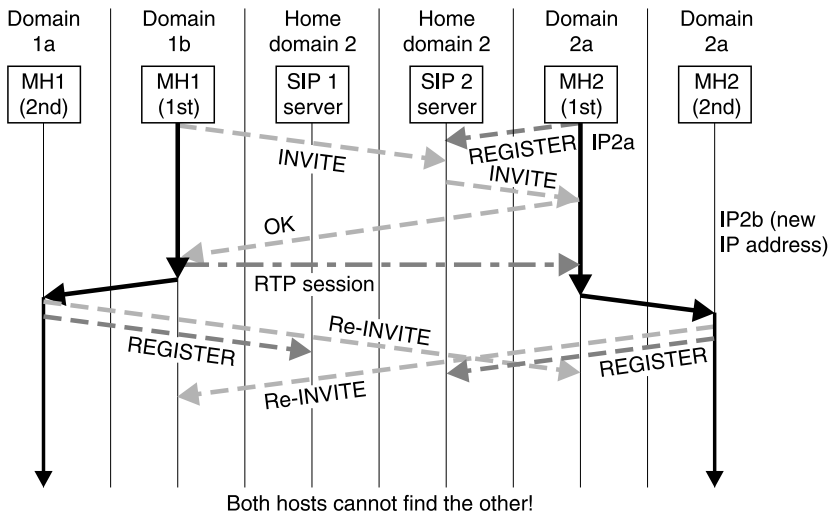 Domain
1a
Domain
1b
Home
domain 2
Home
domain 2
Domain
2a
Domain
2a
MH1
(2nd)
MH1
(1st)
SIP 1
server
SIP 2
server
MH2
(1st)
MH2
(2nd)
INVITE
REGISTER
IP2a
INVITE
OK
IP2b (new
IP address)
RTP session
Re-INVITE
REGISTER
REGISTER
Re-INVITE
Both hosts cannot find the other!